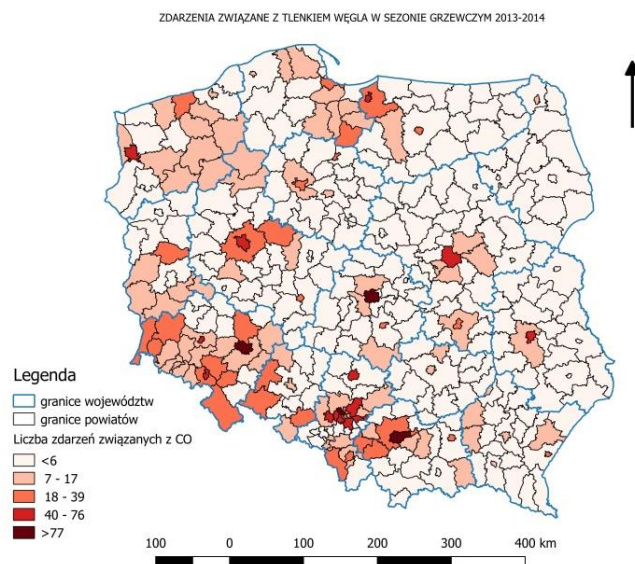 ZDARZENIA ZWIĄZANE Z TLENKIEM WĘGLA W SEZONIE GRZEWCZYM 2013-2014
Legenda
granice województw
granice powiatów
Liczba zdarzeń związanych z CO
<6
7 - 17
18 - 39
40 - 76
>77
100 0 100 200 300 400 km